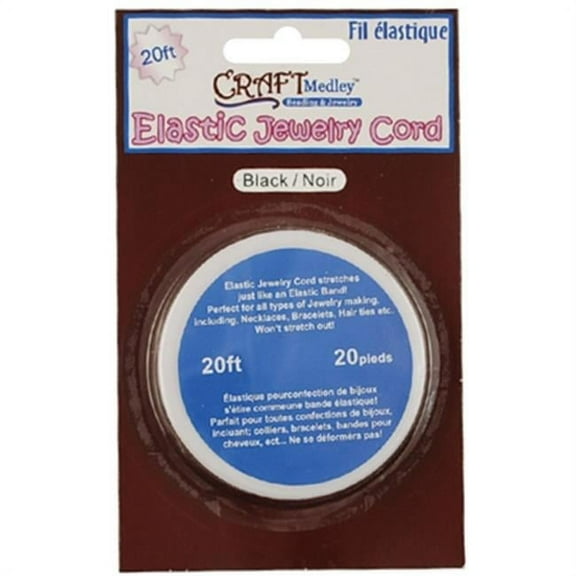 20ft
Fil élastique
CRAFT Medley™
Beading & Jewelry
Elastic Jewelry Cord
Black / Noir
Elastic Jewelry Cord stretches
just like an Elastic Band!
Perfect for all types of Jewelry making,
including, Necklaces, Bracelets, Hair ties etc.
Won't stretch out!
20ft 20pieds
Élastique pourconfection de bijoux
s'étire commeune bande élastique!
Parfait pour toutes confections de bijoux,
incluant; colliers, bracelets, bandes pour
cheveux, ect... Ne se déformèra pas!